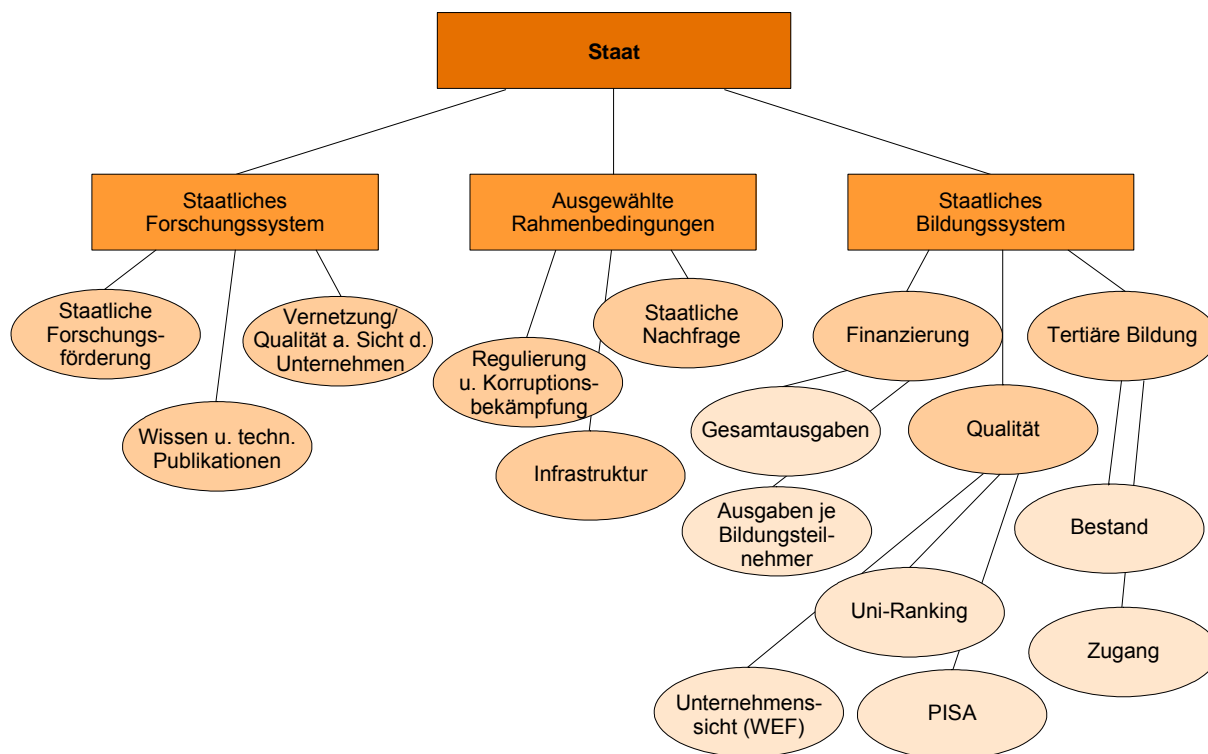 Staat
Staatliches
Forschungssystem
Ausgewählte
Rahmenbedingungen
Staatliches
Bildungssystem
Staatliche
Forschungs-
förderung
Vernetzung/
Qualität a. Sicht d.
Unternehmen
Wissen u. techn.
Publikationen
Staatliche
Nachfrage
Regulierung
u. Korruptions-
bekämpfung
Infrastruktur
Finanzierung
Tertiäre Bildung
Gesamtausgaben
Qualität
Ausgaben je
Bildungsteil-
nehmer
Bestand
Uni-Ranking
Zugang
Unternehmens-
sicht (WEF)
PISA